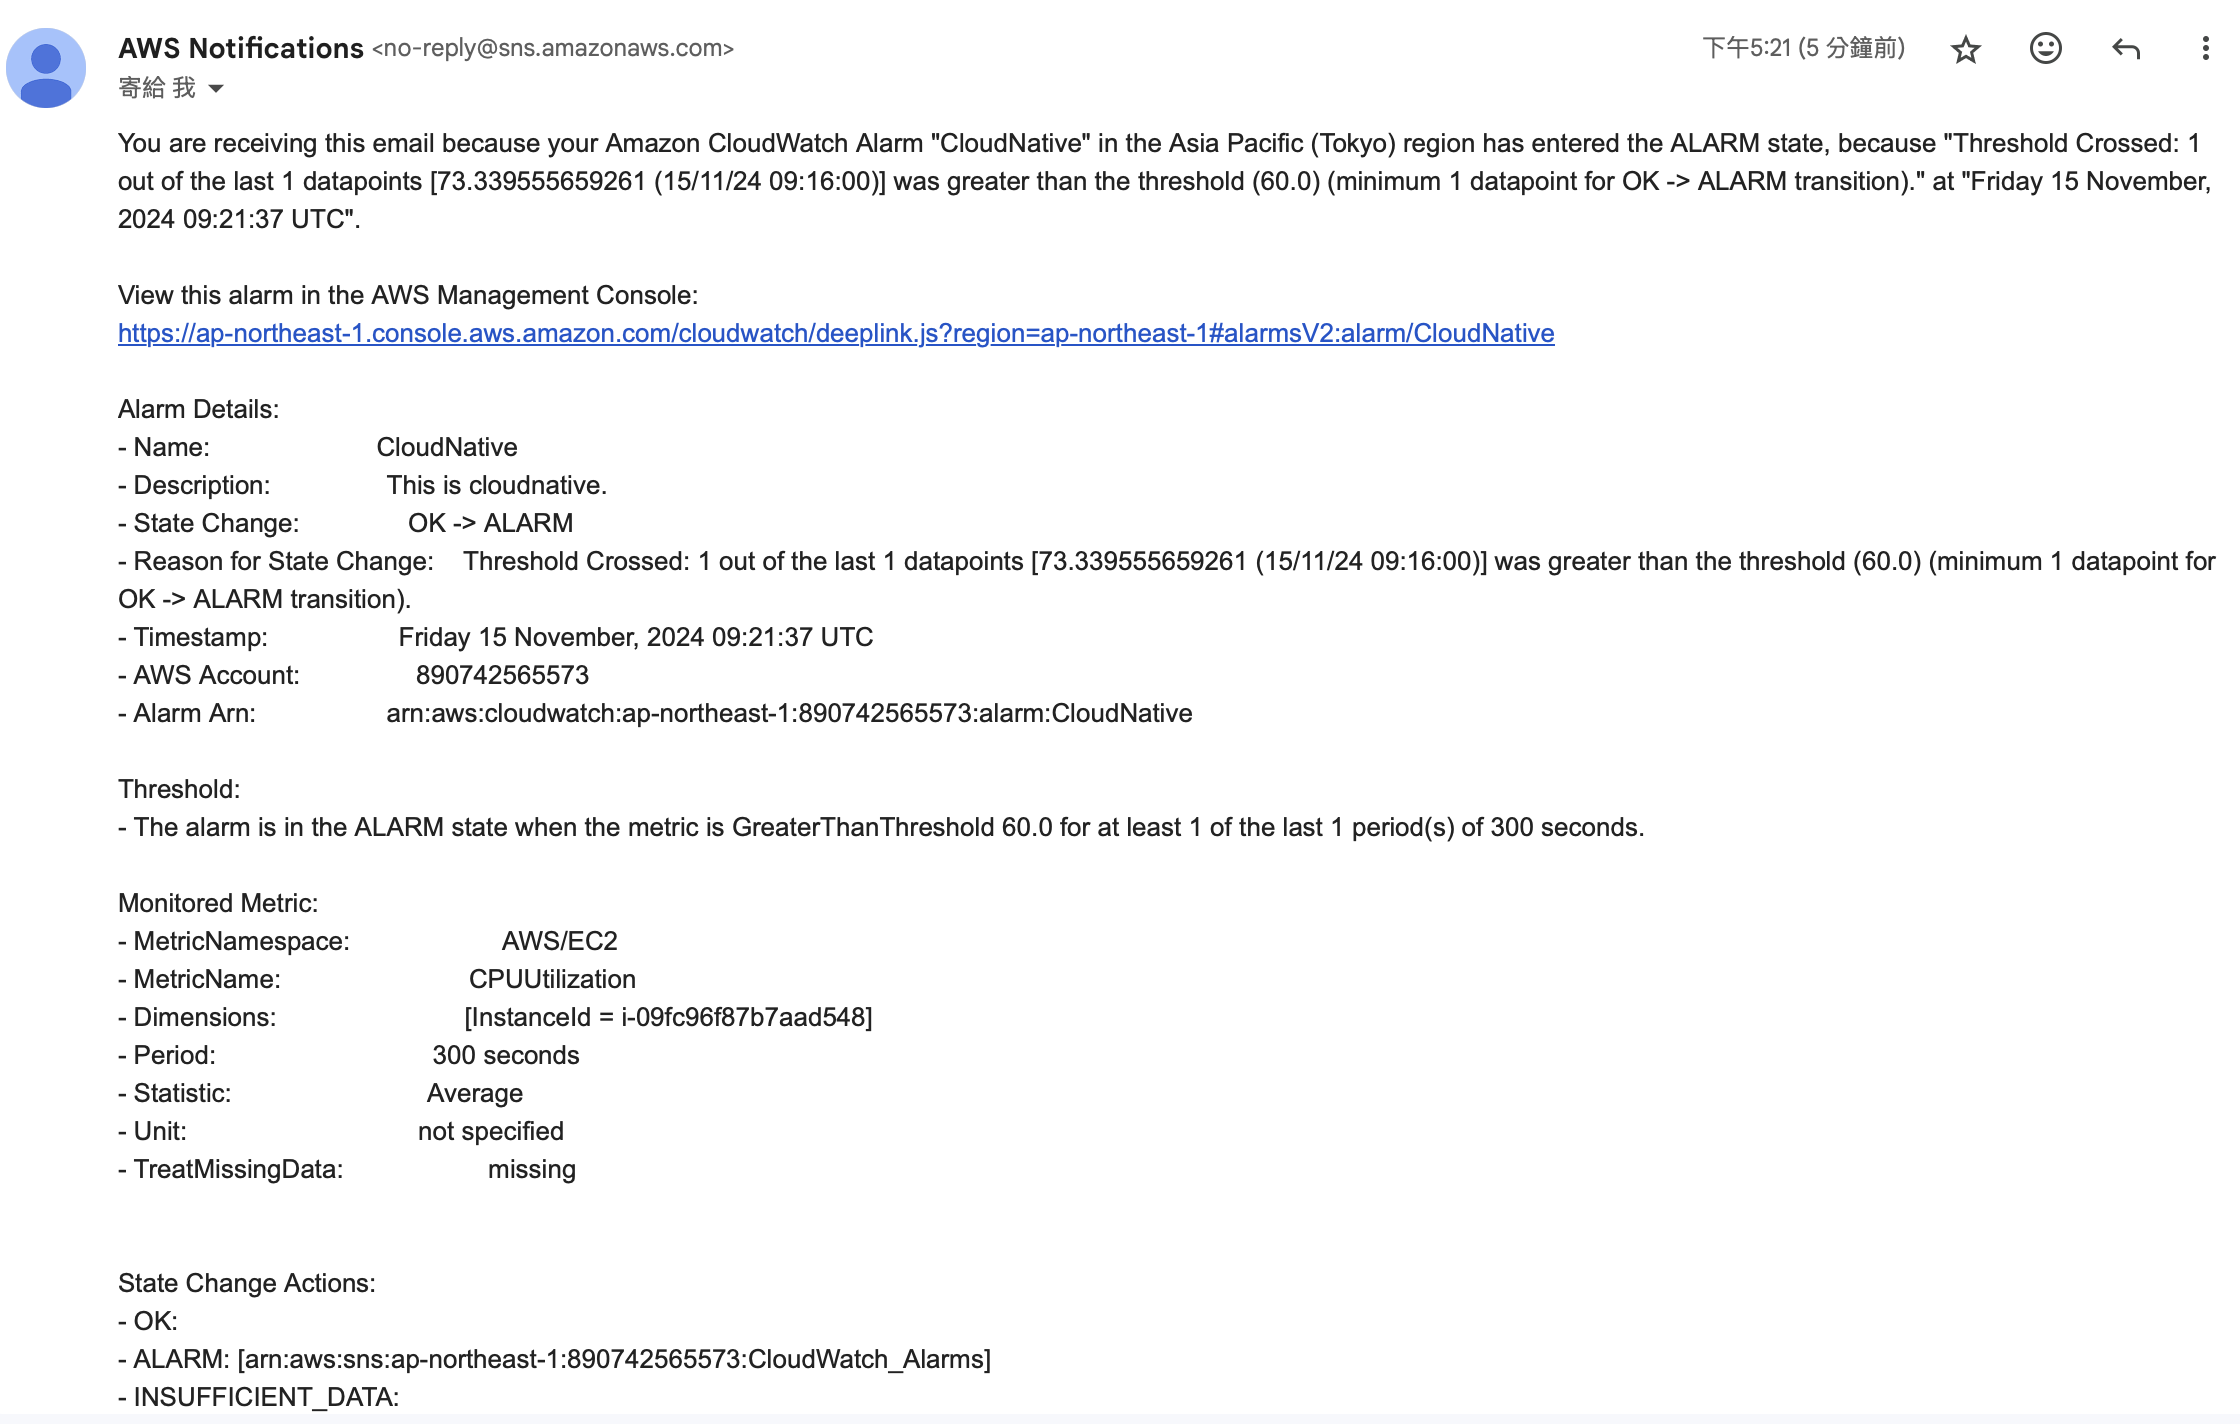 AWS Notifications <no-reply@sns.amazonaws.com>
下午5:21 (5 分鐘前)
寄給 我
You are receiving this email because your Amazon CloudWatch Alarm "CloudNative" in the Asia Pacific (Tokyo) region has entered the ALARM state, because "Threshold Crossed: 1
out of the last 1 datapoints [73.339555659261 (15/11/24 09:16:00)] was greater than the threshold (60.0) (minimum 1 datapoint for OK -> ALARM transition)." at "Friday 15 November,
2024 09:21:37 UTC".
View this alarm in the AWS Management Console:
https://ap-northeast-1.console.aws.amazon.com/cloudwatch/deeplink.js?region=ap-northeast-1#alarmsV2:alarm/CloudNative
Alarm Details:
- Name: CloudNative
- Description: This is cloudnative.
- State Change: OK -> ALARM
- Reason for State Change: Threshold Crossed: 1 out of the last 1 datapoints [73.339555659261 (15/11/24 09:16:00)] was greater than the threshold (60.0) (minimum 1 datapoint for
OK -> ALARM transition).
- Timestamp: Friday 15 November, 2024 09:21:37 UTC
- AWS Account: 890742565573
- Alarm Arn: arn:aws:cloudwatch:ap-northeast-1:890742565573:alarm:CloudNative
Threshold:
- The alarm is in the ALARM state when the metric is GreaterThanThreshold 60.0 for at least 1 of the last 1 period(s) of 300 seconds.
Monitored Metric:
- MetricNamespace: AWS/EC2
- MetricName: CPUUtilization
- Dimensions: [InstanceId = i-09fc96f87b7aad548]
- Period: 300 seconds
- Statistic: Average
- Unit: not specified
- TreatMissingData: missing
State Change Actions:
- OK:
- ALARM: [arn:aws:sns:ap-northeast-1:890742565573:CloudWatch_Alarms]
- INSUFFICIENT_DATA: